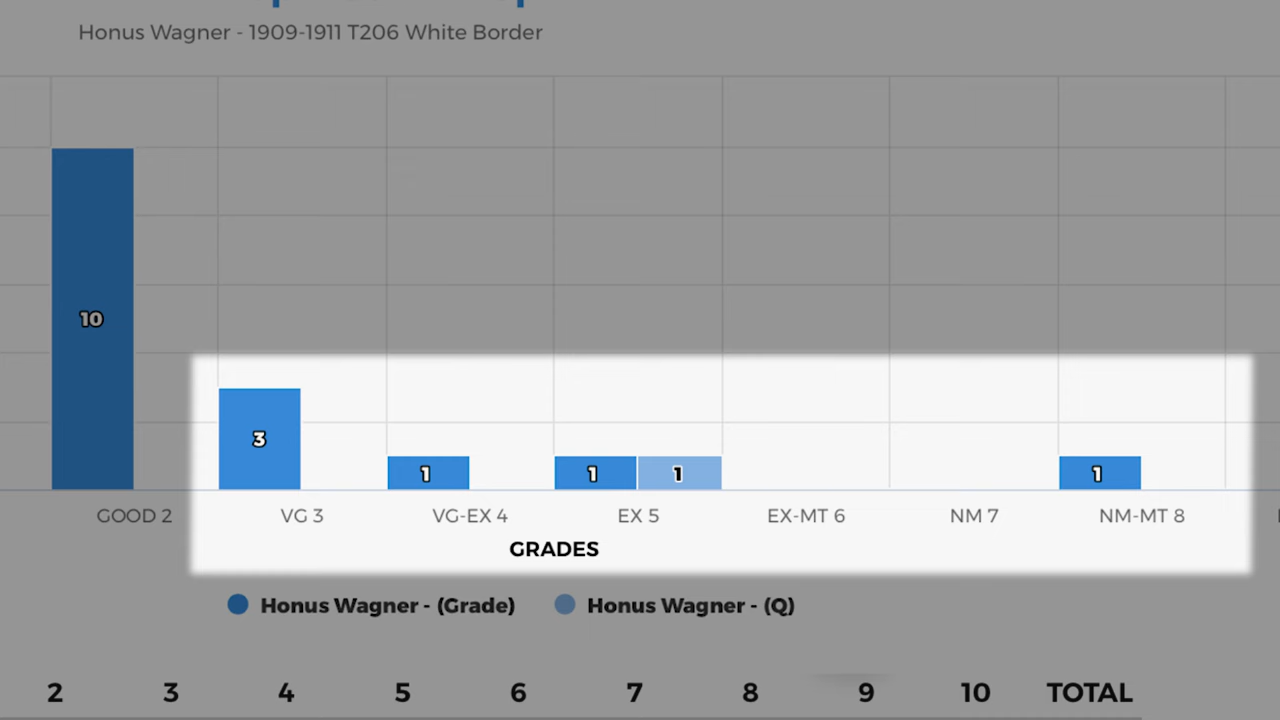 Honus Wagner - 1909-1911 T206 White Border
10
3
1
1
1
1
GOOD 2
VG 3
VG-EX 4
EX 5
EX-MT 6
NM 7
NM-MT 8
GRADES
Honus Wagner - (Grade)
Honus Wagner - (Q)
2 3 4 5 6 7 8 9 10 TOTAL